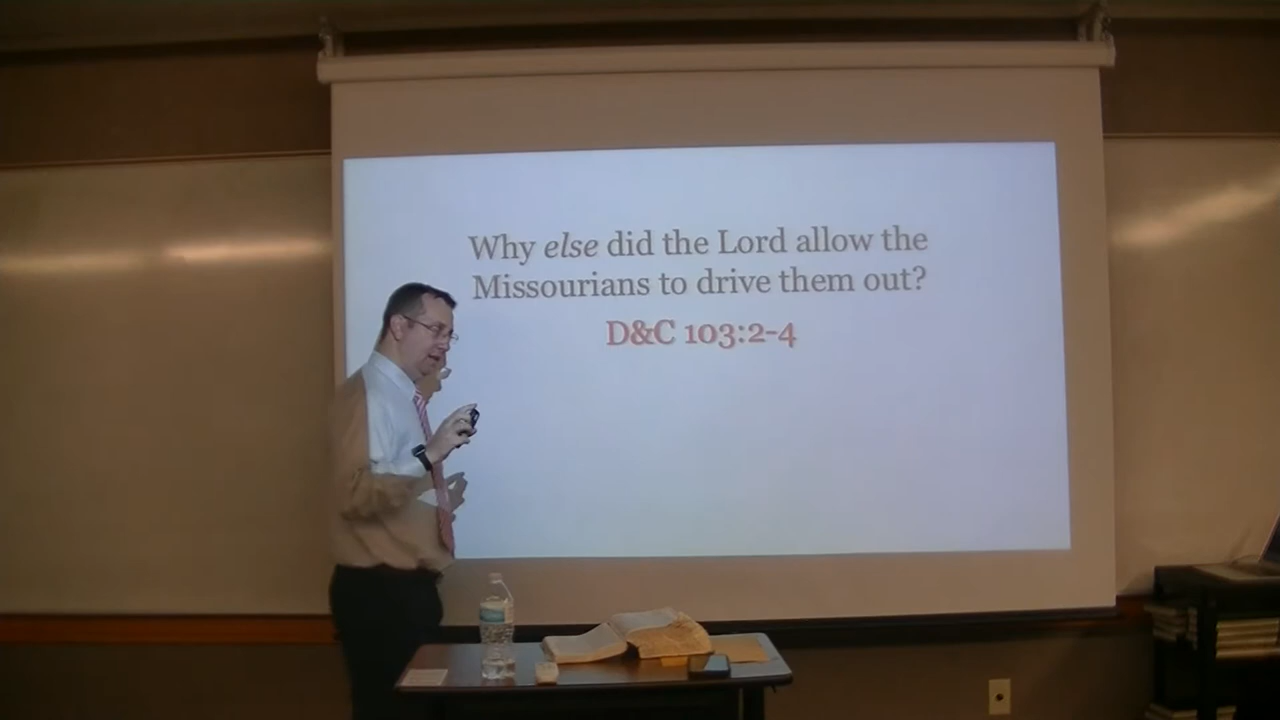 Why else did the Lord allow the
Missourians to drive them out?
D&C 103:2-4